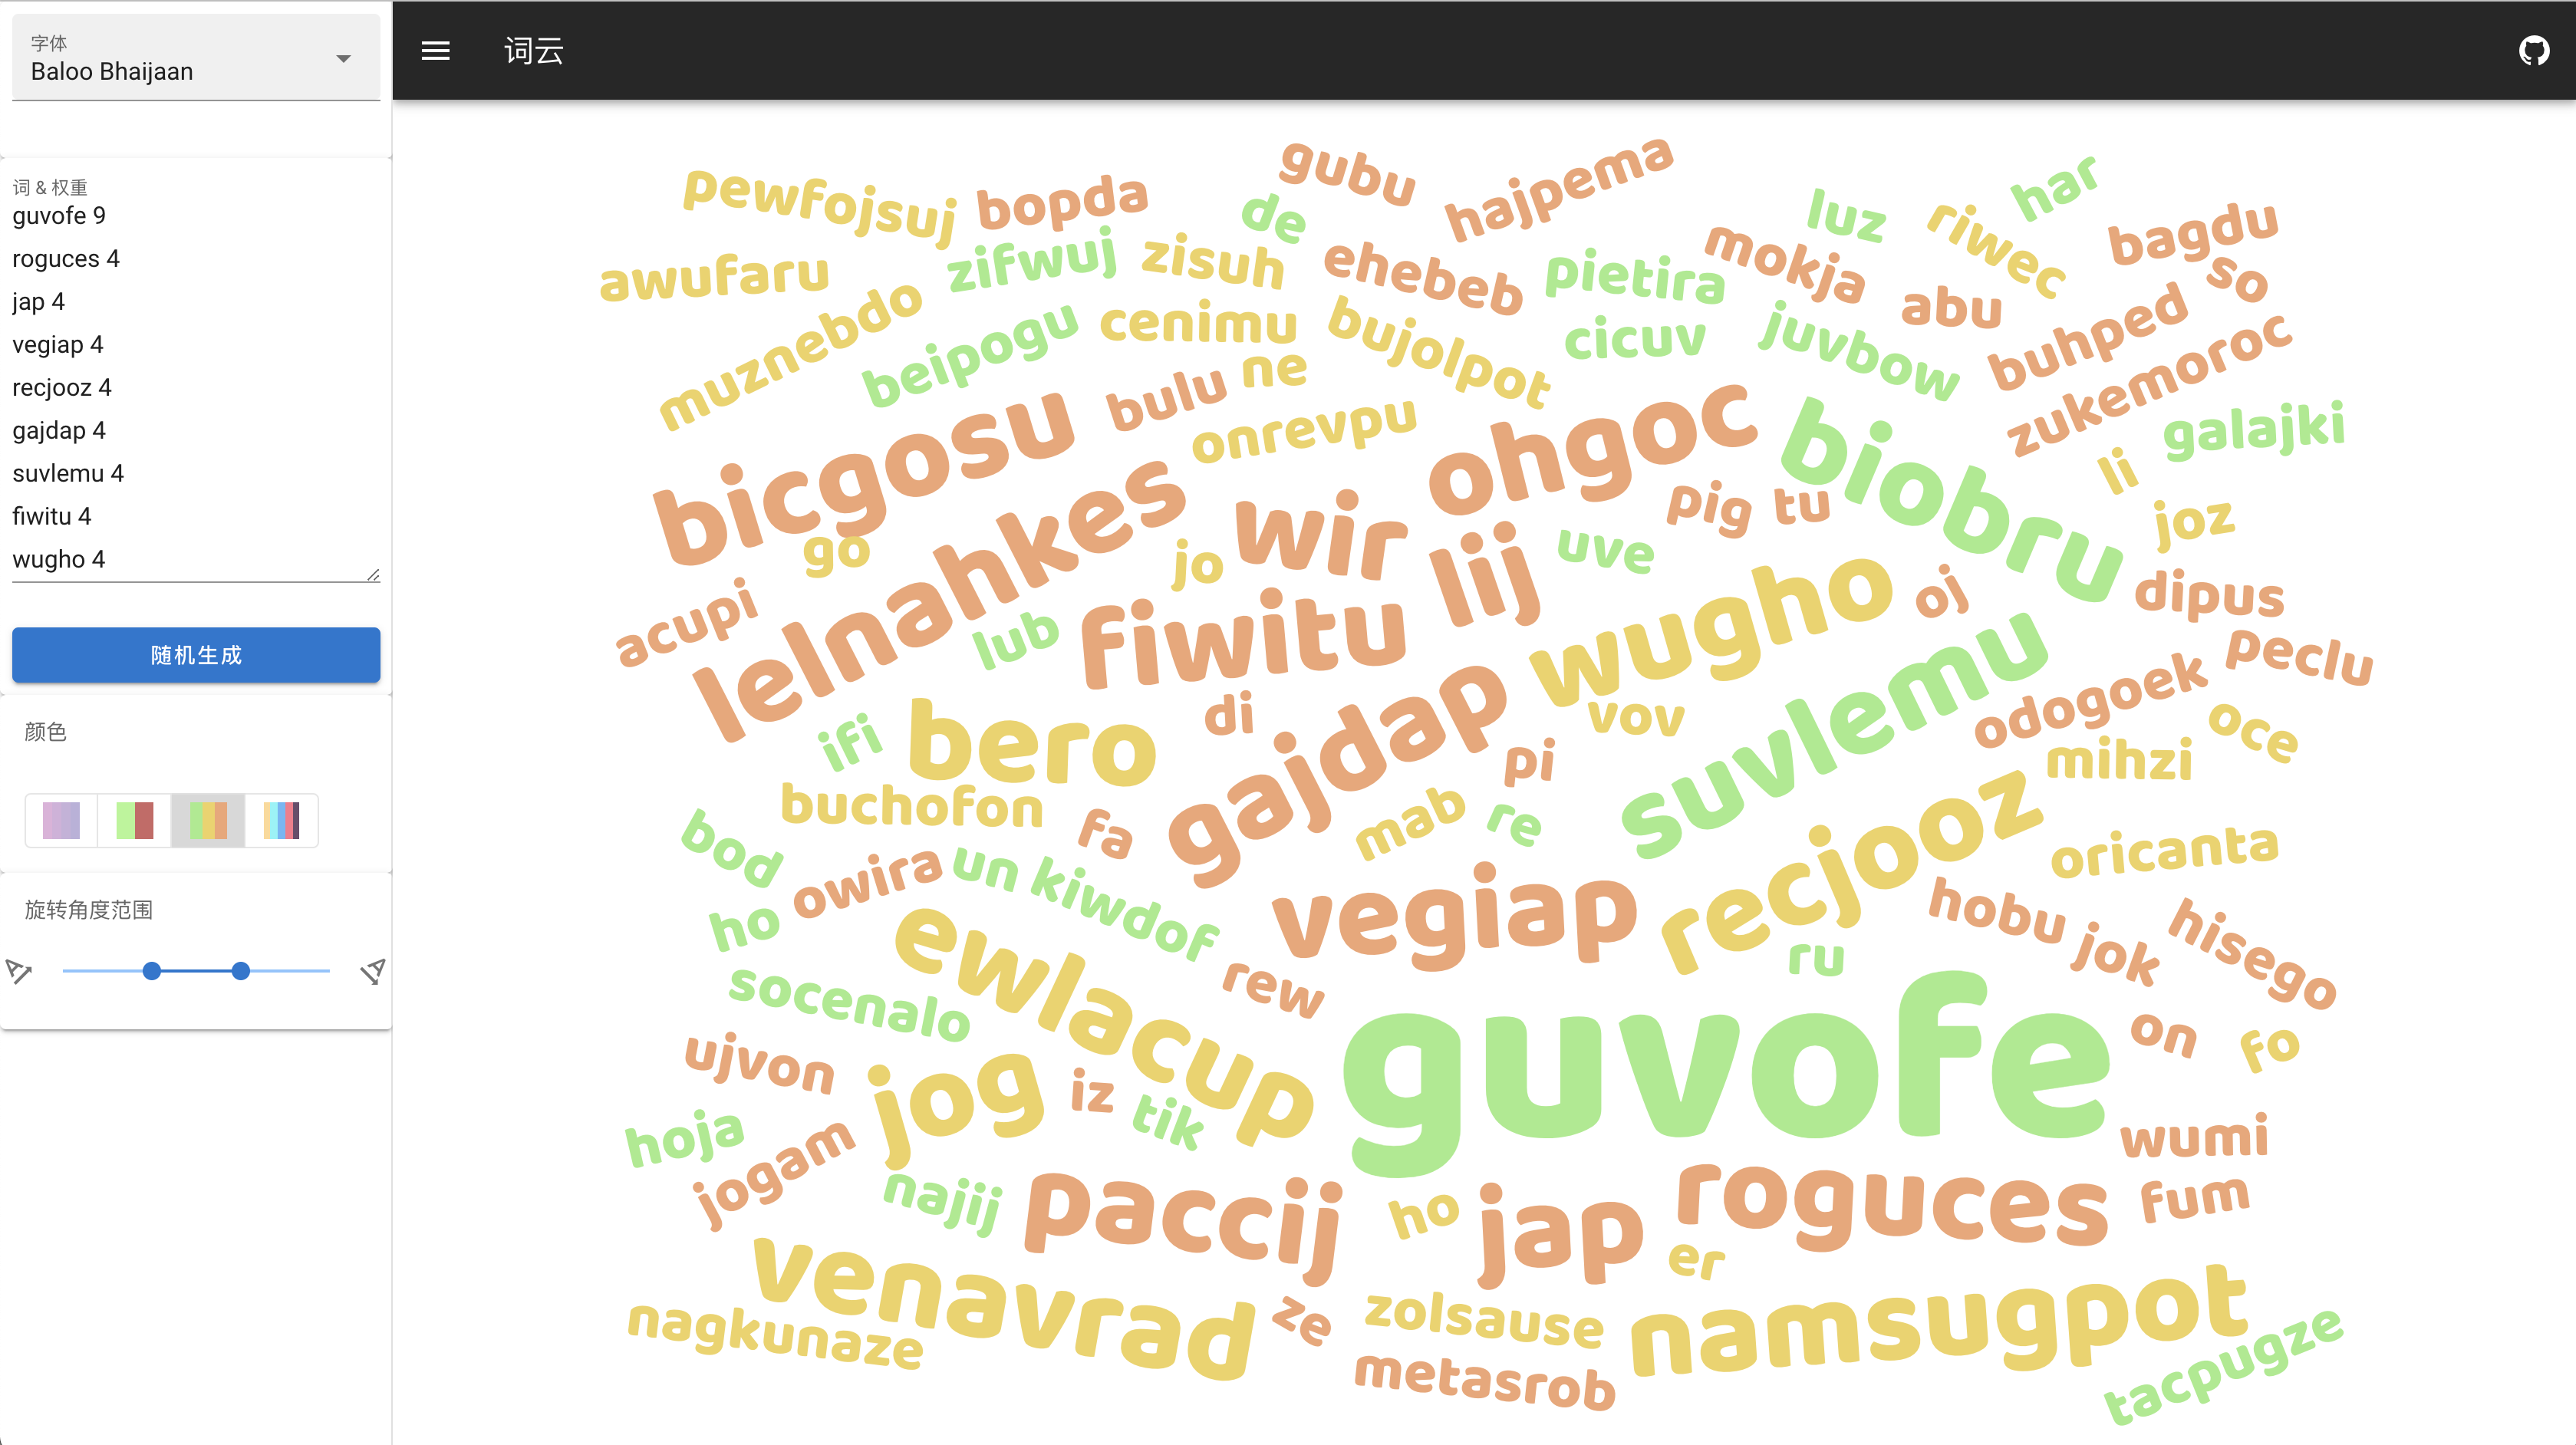 字体
Baloo Bhaijaan
词 & 权重
guvofe 9
roguces 4
jap 4
vegiap 4
recjooz 4
gajdap 4
suvlemu 4
fiwitu 4
wugho 4
随机生成
颜色
旋转角度范围
词云
gubu
hajpema
har
pewfojsuj
bopda
de
luz
riwec
bagdu
awufaru
zifwuj
zisuh
ehebeb
pietira
mokja
abu
so
muznebdo
beipogu
cenimu
bujolpot
cicuv
juvbow
buhped
zukemoroc
bulu
ne
bicgosu
onrevpu
ohgoc
biobru
galajki
li
lelnahkes
wir
pig
tu
joz
go
jo
lij
uve
acupi
lub
fiwitu
wugho
oj
dipus
peclu
di
gajdap
vov
suvlemu
odogoek
oce
ifi
bero
pi
mihzi
buchofon
fa
mab
re
recjooz
oricanta
bod
owira
un
kiwdof
vegiap
hobu
jok
hisego
ho
ewlacup
rew
ru
socenalo
guvofe
on
fo
ujvon
jog
iz
tik
hoja
jogam
najij
paccij
ho
jap
roguces
wumi
fum
er
venavrad
ze
zolsause
namsugpot
nagkunaze
metasrob
tacpugze